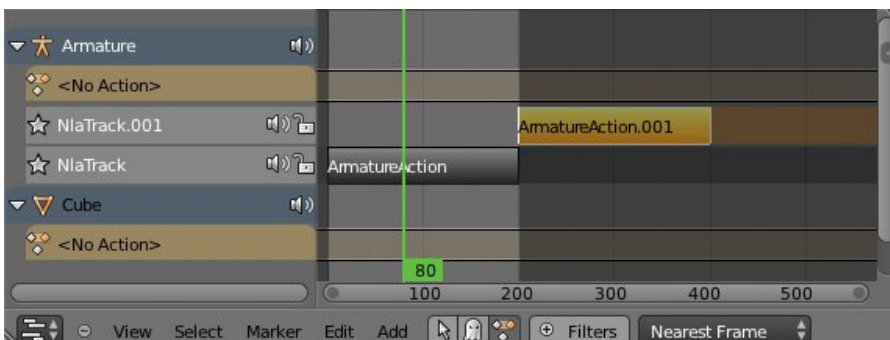 Armature
<No Action>
NlaTrack.001 ArmatureAction.001
NlaTrack ArmatureAction
Cube
<No Action>
80
100 200 300 400 500
View Select Marker Edit Add Filters Nearest Frame